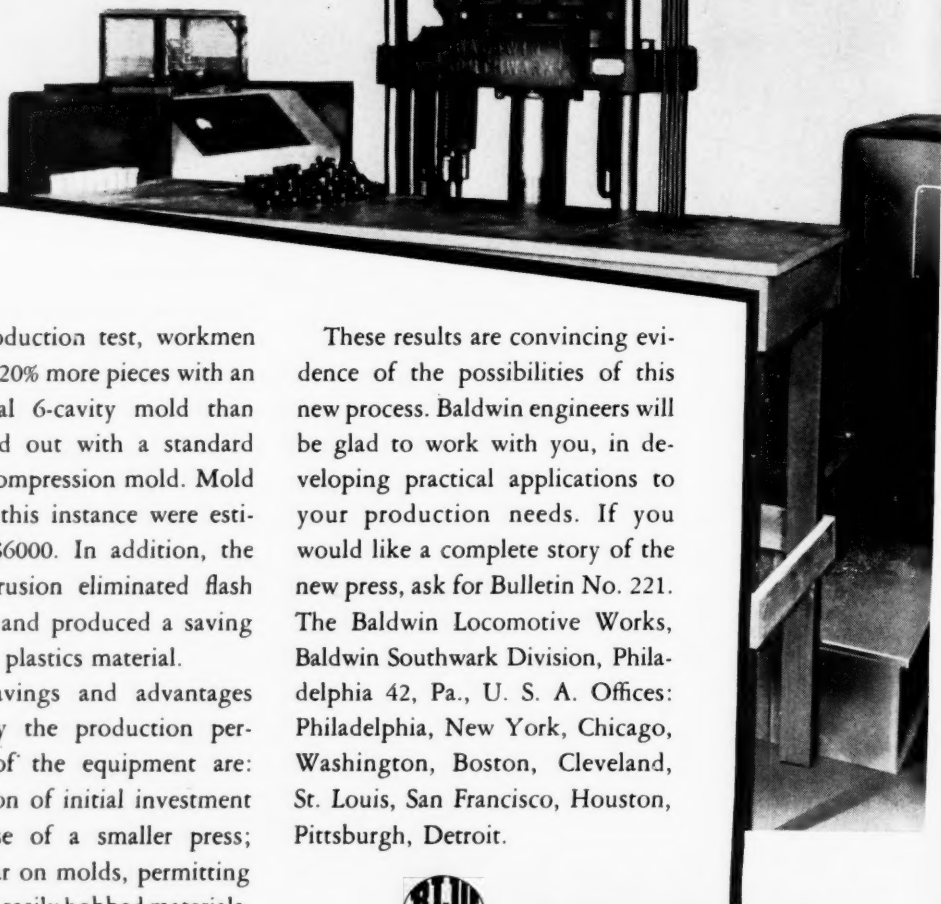 oduction test, workmen
20% more pieces with an
al 6-cavity mold than
d out with a standard
ompression mold. Mold
this instance were esti-
$6000. In addition, the
rusion eliminated flash
and produced a saving
plastics material.
vings and advantages
y the production per-
of the equipment are:
on of initial investment
se of a smaller press;
r on molds, permitting
easily hobbed materials
These results are convincing evi-
dence of the possibilities of this
new process. Baldwin engineers will
be glad to work with you, in de-
veloping practical applications to
your production needs. If you
would like a complete story of the
new press, ask for Bulletin No. 221.
The Baldwin Locomotive Works,
Baldwin Southwark Division, Phila-
delphia 42, Pa., U. S. A. Offices:
Philadelphia, New York, Chicago,
Washington, Boston, Cleveland,
St. Louis, San Francisco, Houston,
Pittsburgh, Detroit.